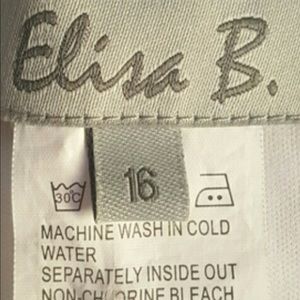 Elisa B.
16
30°C
MACHINE WASH IN COLD
WATER
SEPARATELY INSIDE OUT
NON-CHLORINE BLEACH